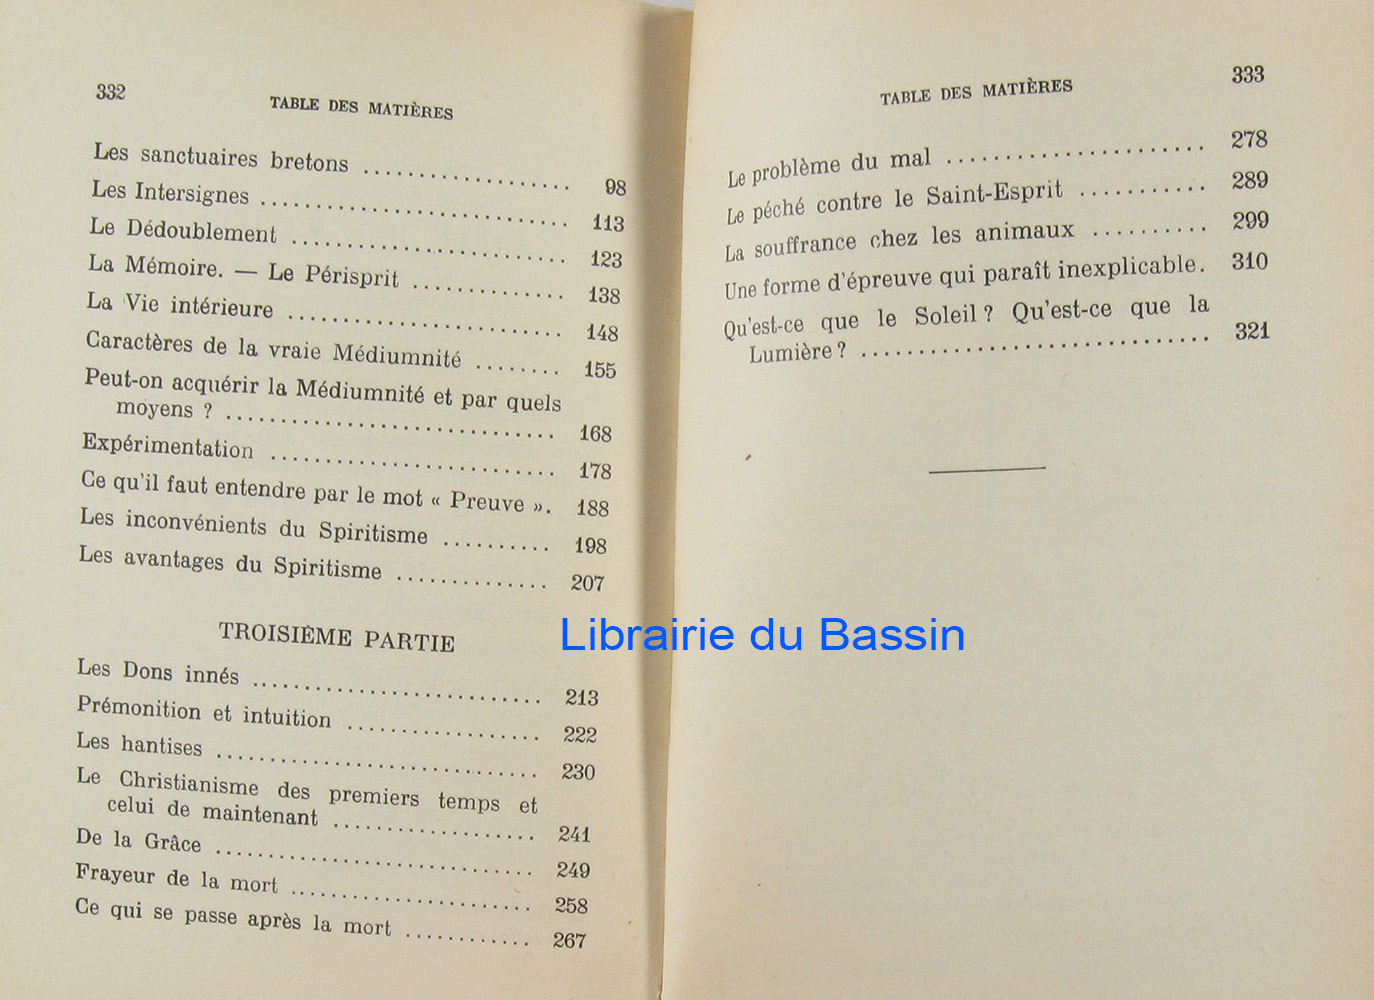 332
TABLE DES MATIÈRES
Les sanctuaires bretons .................. 98
Les Intersignes ............................ 113
Le Dédoublement ......................... 123
La Mémoire. — Le Périsprit .............. 138
La Vie intérieure ......................... 148
Caractères de la vraie Médiumnité ........ 155
Peut-on acquérir la Médiumnité et par quels
moyens ? .............................. 168
Expérimentation .......................... 178
Ce qu'il faut entendre par le mot « Preuve ». 188
Les inconvénients du Spiritisme .......... 198
Les avantages du Spiritisme ............. 207
TROISIÈME PARTIE
Les Dons innés ........................... 213
Prémonition et intuition .................. 222
Les hantises .............................. 230
Le Christianisme des premiers temps et
celui de maintenant .................. 241
De la Grâce .............................. 249
Frayeur de la mort ....................... 258
Ce qui se passe après la mort ............ 267
Librairie du Bassin
TABLE DES MATIÈRES
333
Le problème du mal ...................... 278
Le péché contre le Saint-Esprit ........... 289
La souffrance chez les animaux .......... 299
Une forme d'épreuve qui paraît inexplicable. 310
Qu'est-ce que le Soleil ? Qu'est-ce que la
Lumière ? .............................. 321